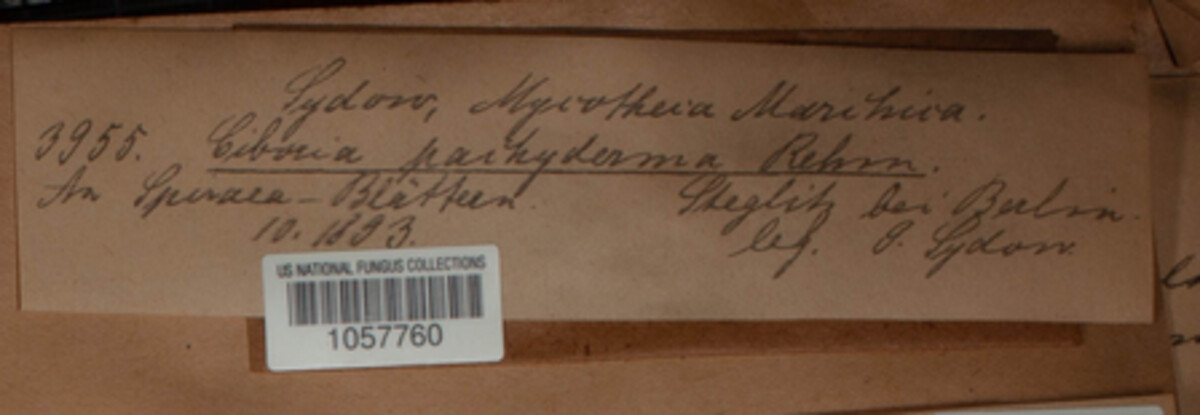 Sydow, Mycotheca Marchica.
3955. Ciboria pachyderma Rehm.
An Spiraea-Blättern. Steglitz bei Berlin.
10. 1893. leg. P. Sydow.
US NATIONAL FUNGUS COLLECTIONS
1057760